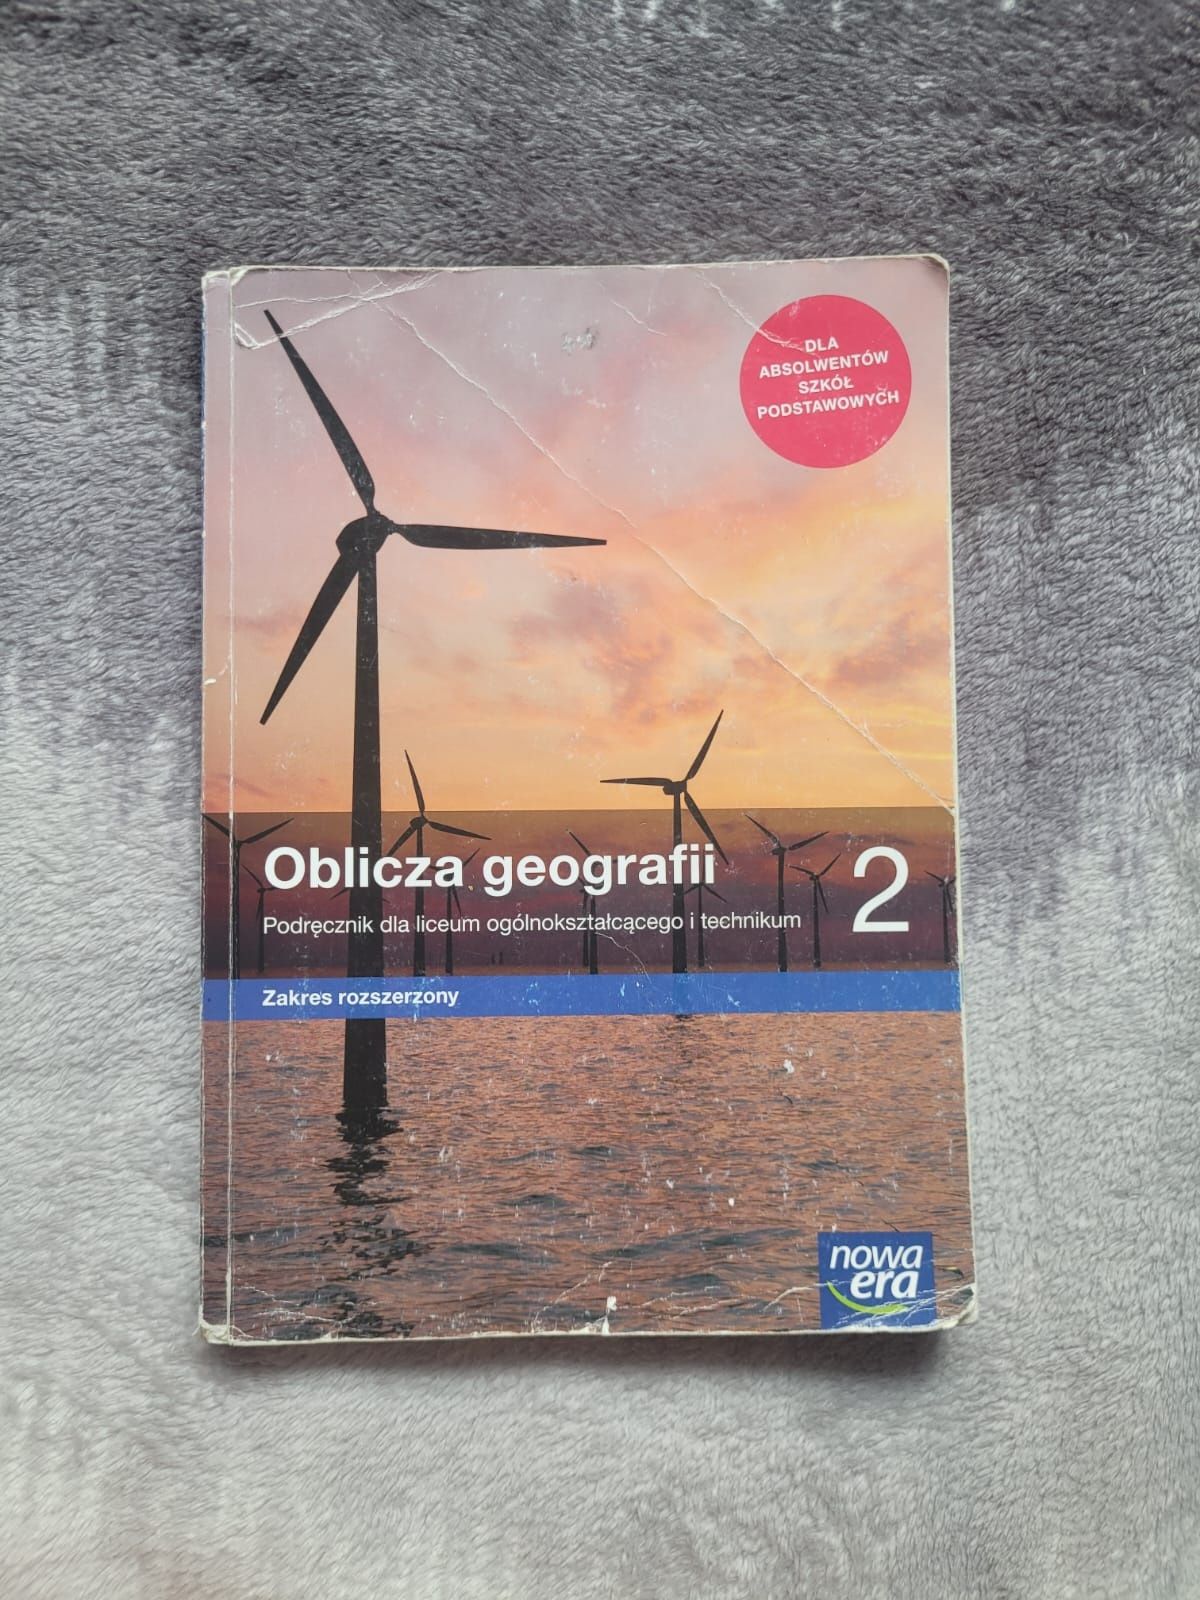 DLA
ABSOLWENTÓW
SZKÓŁ
PODSTAWOWYCH
Oblicza geografii 2
Podręcznik dla liceum ogólnokształcącego i technikum
Zakres rozszerzony
nowa
era